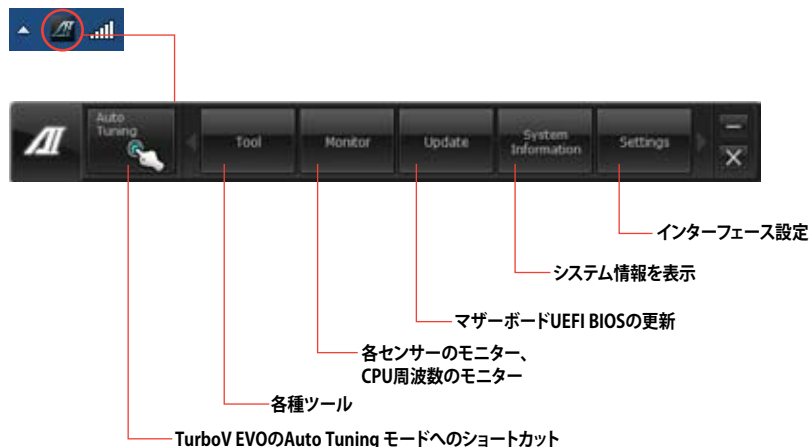 Auto
Tuning
Tool
Monitor
Update
System
Information
Settings
インターフェース設定
システム情報を表示
マザーボードUEFI BIOSの更新
各センサーのモニター、
CPU周波数のモニター
各種ツール
TurboV EVOのAuto Tuning モードへのショートカット